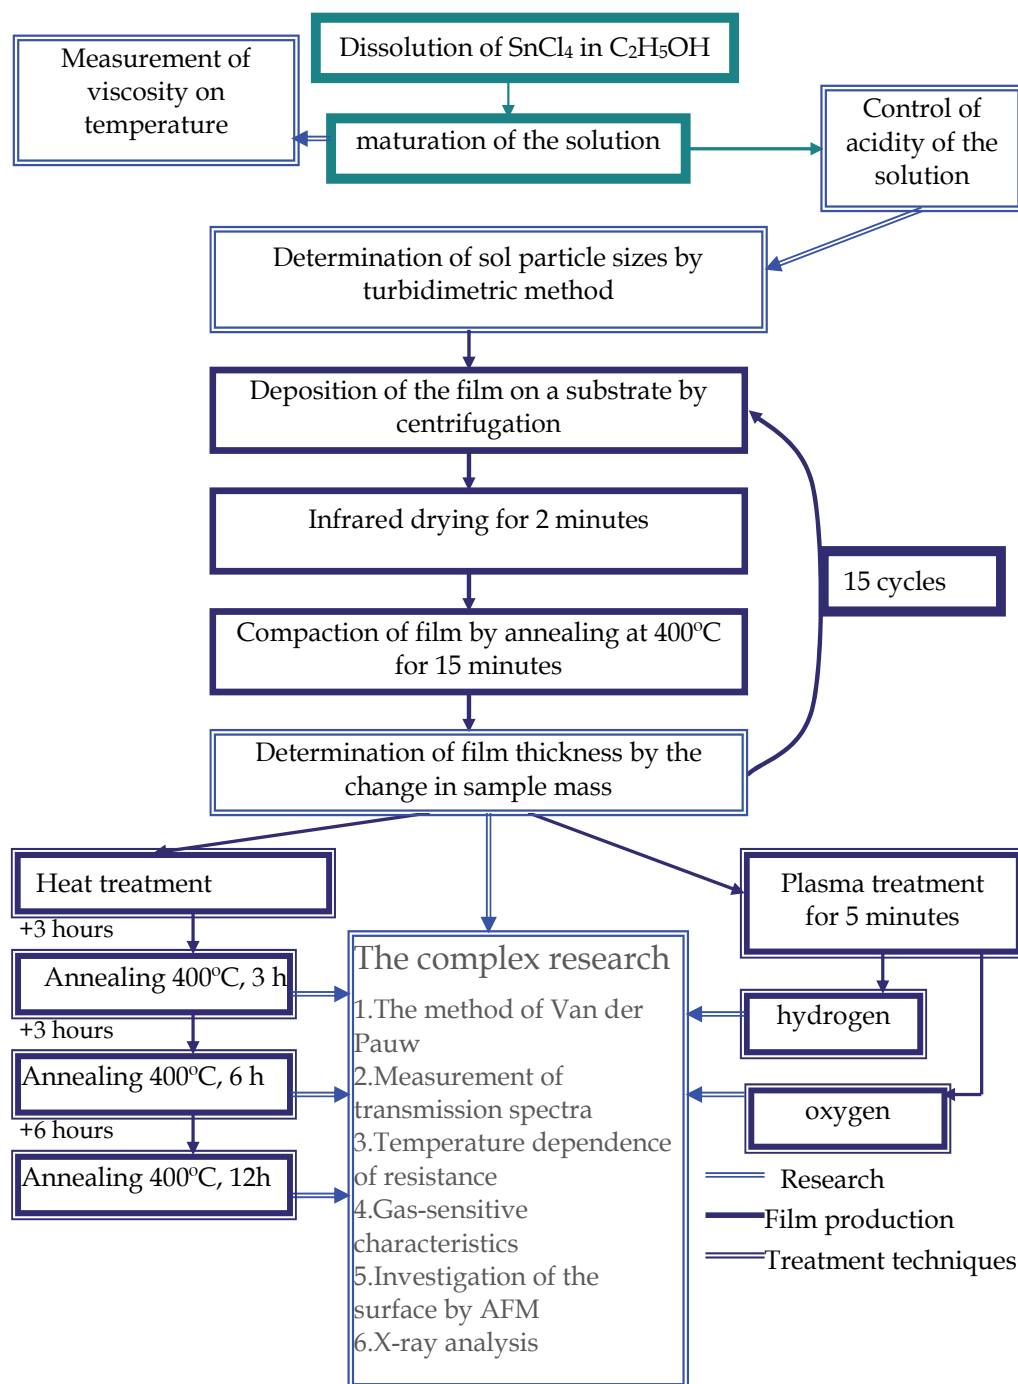 Dissolution of SnCl₄ in C₂H₅OH
Measurement of
viscosity on
temperature
maturation of the solution
Control of
acidity of the
solution
Determination of sol particle sizes by
turbidimetric method
Deposition of the film on a substrate by
centrifugation
Infrared drying for 2 minutes
15 cycles
Compaction of film by annealing at 400ºC
for 15 minutes
Determination of film thickness by the
change in sample mass
Heat treatment
+3 hours
Annealing 400ºC, 3 h
+3 hours
Annealing 400ºC, 6 h
+6 hours
Annealing 400ºC, 12h
The complex research
1.The method of Van der
Pauw
2.Measurement of
transmission spectra
3.Temperature dependence
of resistance
4.Gas-sensitive
characteristics
5.Investigation of the
surface by AFM
6.X-ray analysis
Plasma treatment
for 5 minutes
hydrogen
oxygen
Research
Film production
Treatment techniques